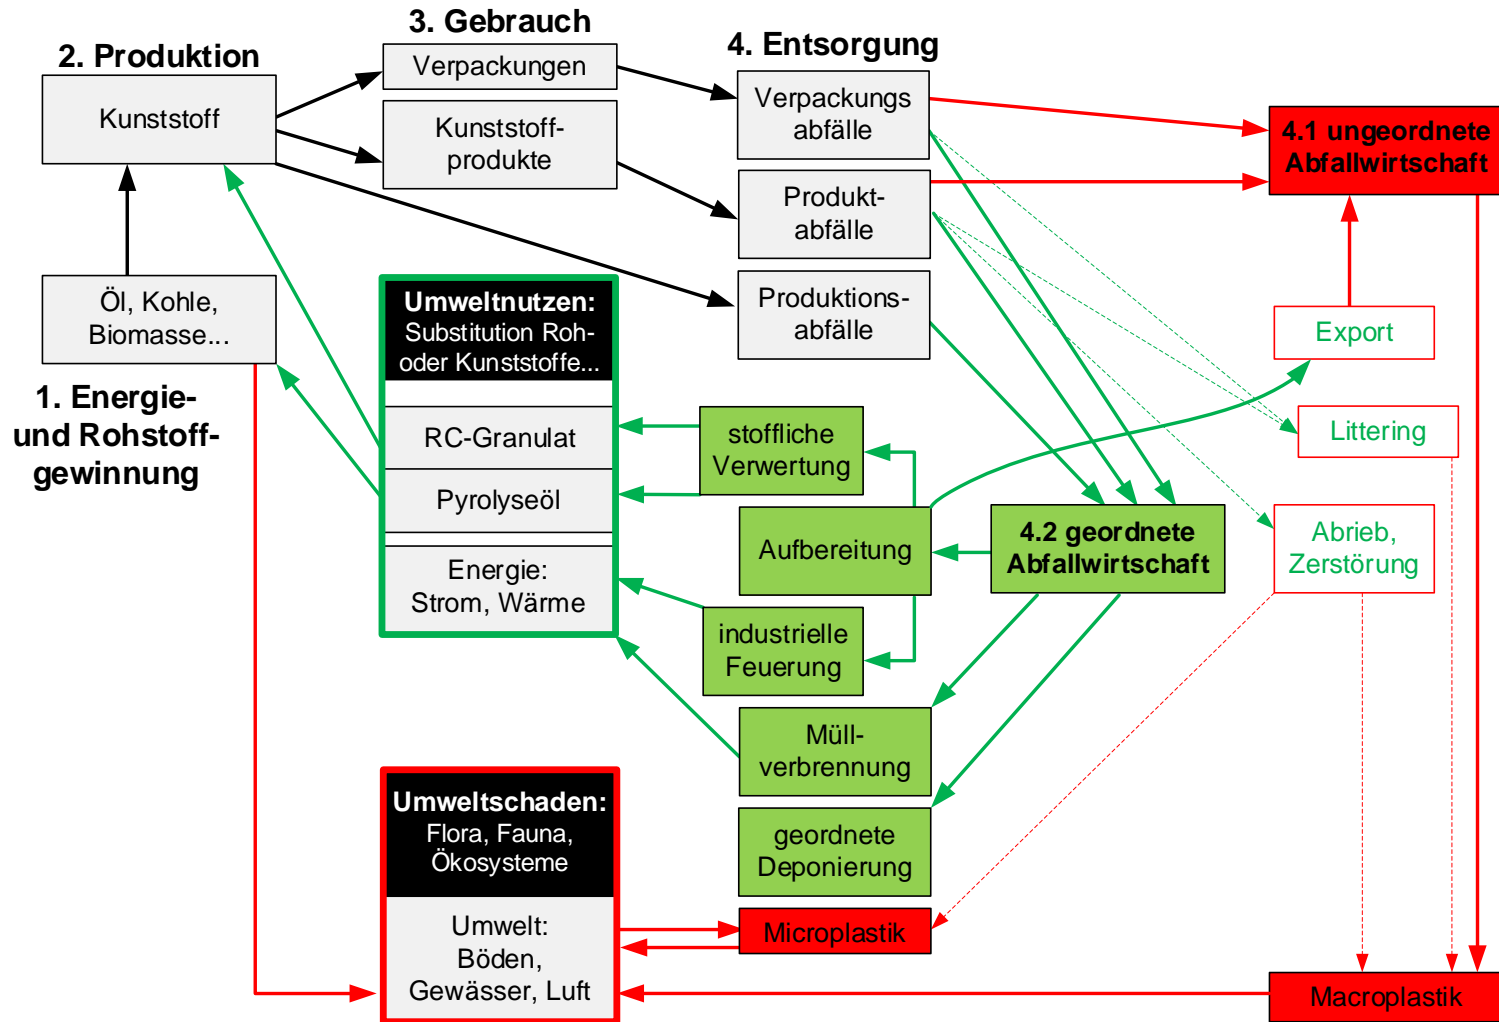 3. Gebrauch
2. Produktion
4. Entsorgung
Kunststoff
Verpackungen
Kunststoff-
produkte
Verpackungs
abfälle
Produkt-
abfälle
Produktions-
abfälle
4.1 ungeordnete
Abfallwirtschaft
Öl, Kohle,
Biomasse...
1. Energie-
und Rohstoff-
gewinnung
Umweltnutzen:
Substitution Roh-
oder Kunststoffe...
RC-Granulat
Pyrolyseöl
Energie:
Strom, Wärme
stoffliche
Verwertung
Aufbereitung
industrielle
Feuerung
4.2 geordnete
Abfallwirtschaft
Export
Littering
Abrieb,
Zerstörung
Müll-
verbrennung
geordnete
Deponierung
Umweltschaden:
Flora, Fauna,
Ökosysteme
Umwelt:
Böden,
Gewässer, Luft
Microplastik
Macroplastik